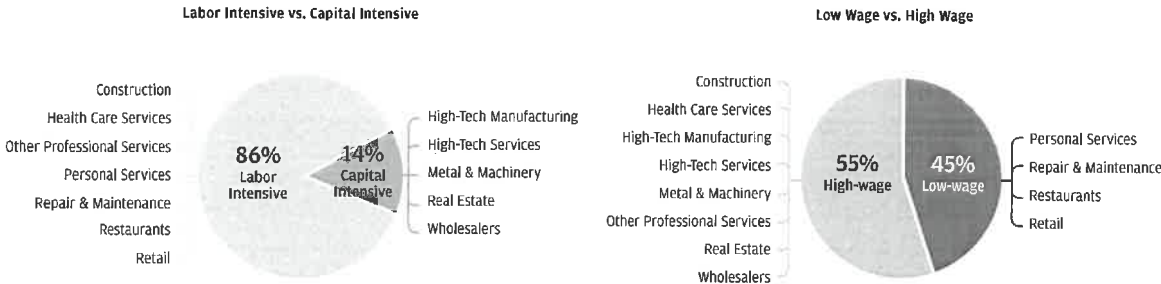 Labor Intensive vs. Capital Intensive
Construction
Health Care Services
Other Professional Services
Personal Services
Repair & Maintenance
Restaurants
Retail
86%
Labor
Intensive
14%
Capital
Intensive
High-Tech Manufacturing
High-Tech Services
Metal & Machinery
Real Estate
Wholesalers
Low Wage vs. High Wage
Construction
Health Care Services
High-Tech Manufacturing
High-Tech Services
Metal & Machinery
Other Professional Services
Real Estate
Wholesalers
55%
High-wage
45%
Low-wage
Personal Services
Repair & Maintenance
Restaurants
Retail